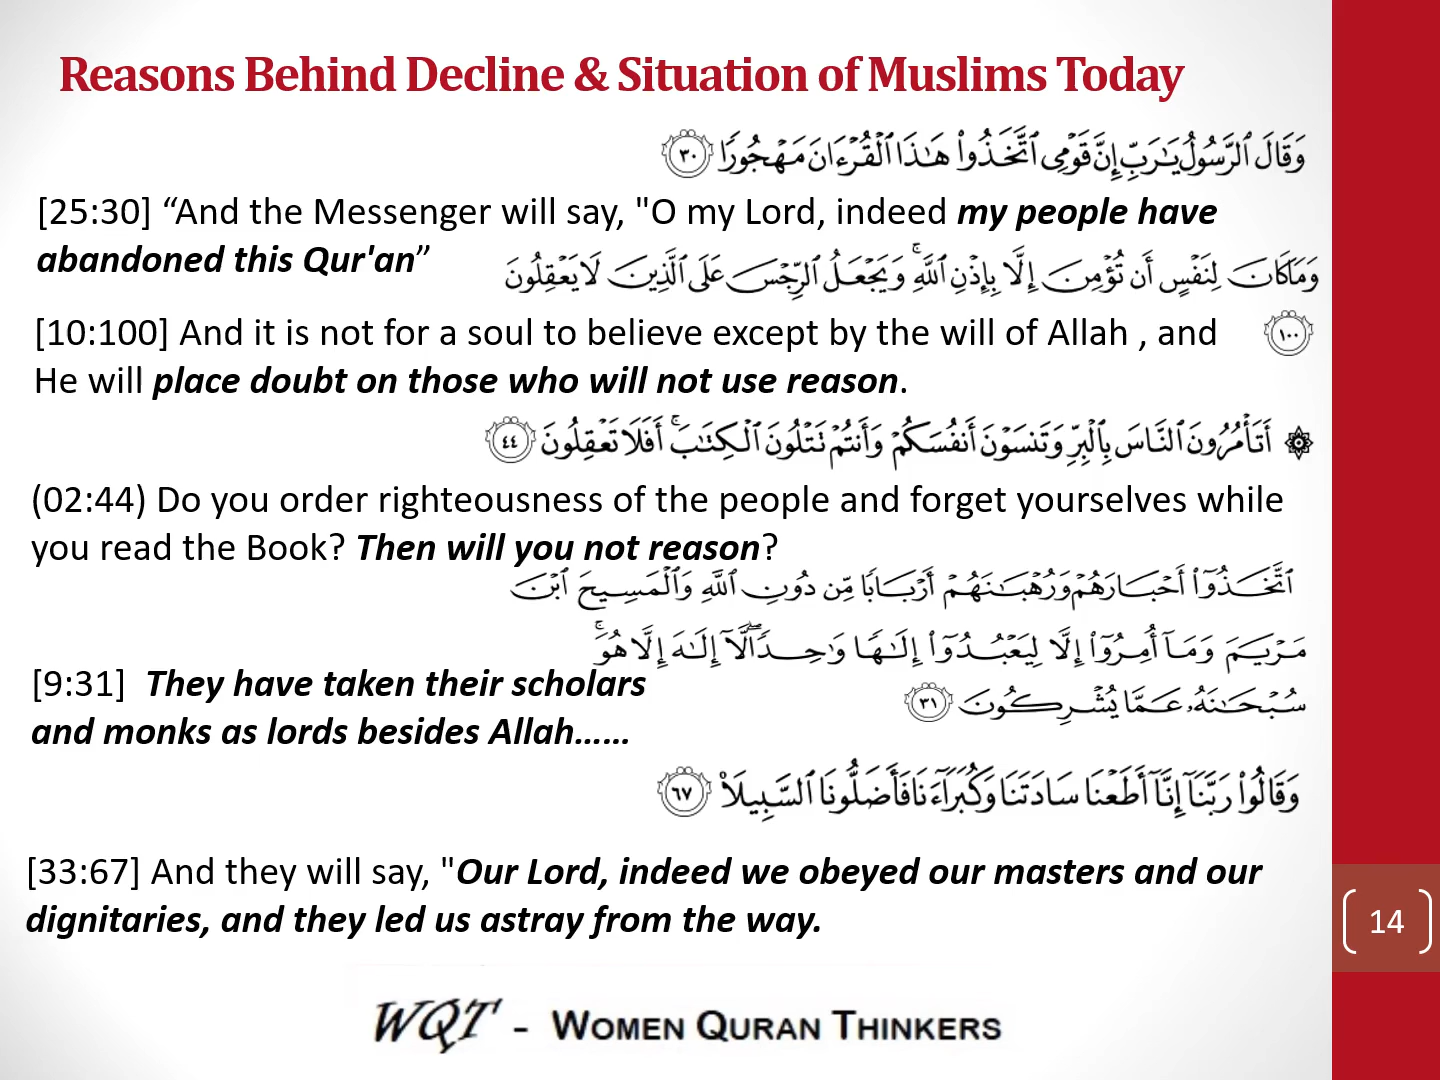 Reasons Behind Decline & Situation of Muslims Today
وَقَالَ ٱلرَّسُولُ يَـٰرَبِّ إِنَّ قَوْمِى ٱتَّخَذُوا۟ هَـٰذَا ٱلْقُرْءَانَ مَهْجُورًا ٣٠
[25:30] “And the Messenger will say, "O my Lord, indeed my people have
abandoned this Qur'an”
وَمَا كَانَ لِنَفْسٍ أَن تُؤْمِنَ إِلَّا بِإِذْنِ ٱللَّهِ ۚ وَيَجْعَلُ ٱلرِّجْسَ عَلَى ٱلَّذِينَ لَا يَعْقِلُونَ
١٠٠
[10:100] And it is not for a soul to believe except by the will of Allah , and
He will place doubt on those who will not use reason.
۞ أَتَأْمُرُونَ ٱلنَّاسَ بِٱلْبِرِّ وَتَنسَوْنَ أَنفُسَكُمْ وَأَنتُمْ تَتْلُونَ ٱلْكِتَـٰبَ ۚ أَفَلَا تَعْقِلُونَ ٤٤
(02:44) Do you order righteousness of the people and forget yourselves while
you read the Book? Then will you not reason?
ٱتَّخَذُوٓا۟ أَحْبَارَهُمْ وَرُهْبَـٰنَهُمْ أَرْبَابًا مِّن دُونِ ٱللَّهِ وَٱلْمَسِيحَ ٱبْنَ
مَرْيَمَ وَمَآ أُمِرُوٓا۟ إِلَّا لِيَعْبُدُوٓا۟ إِلَـٰهًا وَٰحِدًا ۖ لَّآ إِلَـٰهَ إِلَّا هُوَ ۚ
سُبْحَـٰنَهُۥ عَمَّا يُشْرِكُونَ ٣١
[9:31] They have taken their scholars
and monks as lords besides Allah……
وَقَالُوا۟ رَبَّنَآ إِنَّآ أَطَعْنَا سَادَتَنَا وَكُبَرَآءَنَا فَأَضَلُّونَا ٱلسَّبِيلَا۠ ٦٧
[33:67] And they will say, "Our Lord, indeed we obeyed our masters and our
dignitaries, and they led us astray from the way.
14
WQT - WOMEN QURAN THINKERS